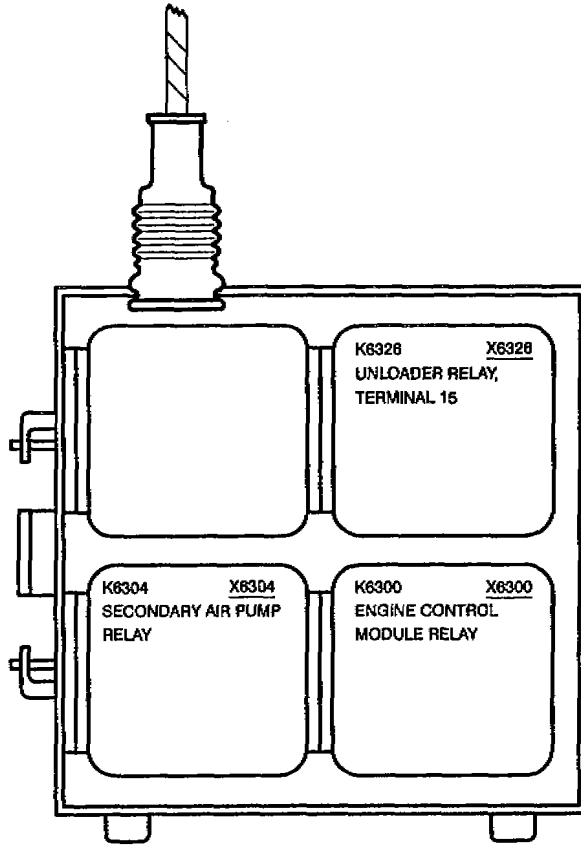 K6326 X6326
UNLOADER RELAY,
TERMINAL 15
K6304 X6304
SECONDARY AIR PUMP
RELAY
K6300 X6300
ENGINE CONTROL
MODULE RELAY